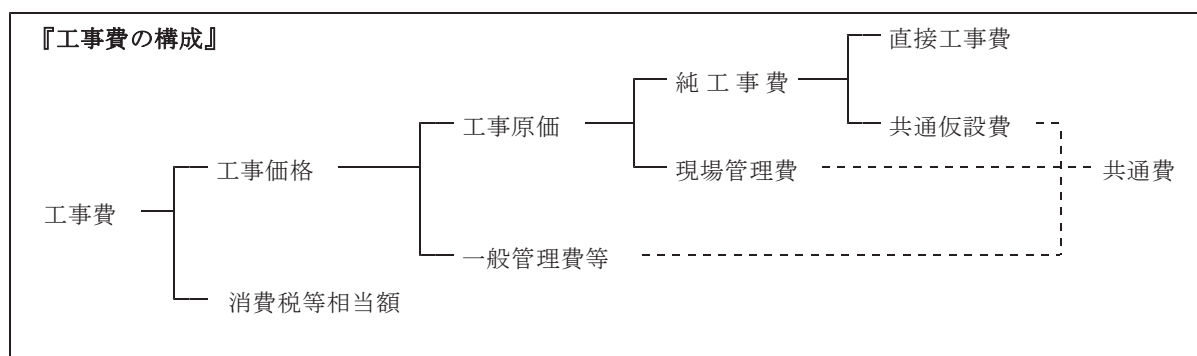 『工事費の構成』
直接工事費
純工事費
工事原価
共通仮設費
工事価格
現場管理費
共通費
工事費
一般管理費等
消費税等相当額